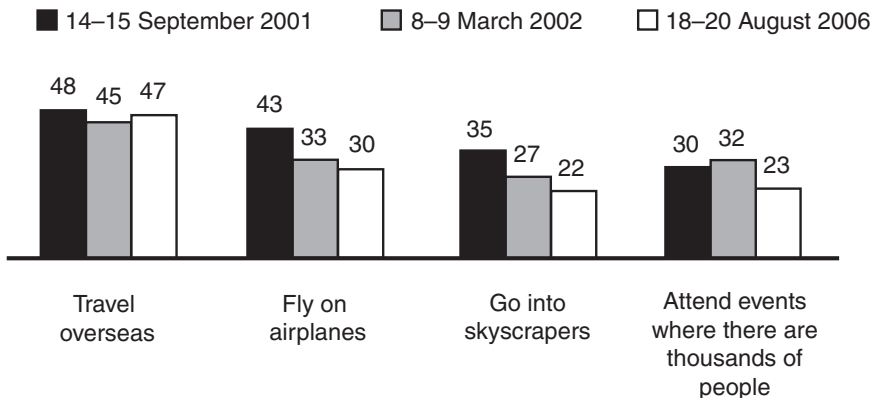 14–15 September 2001 8–9 March 2002 18–20 August 2006
48 45 47 43 33 30 35 27 22 30 32 23
Travel overseas
Fly on airplanes
Go into skyscrapers
Attend events where there are thousands of people